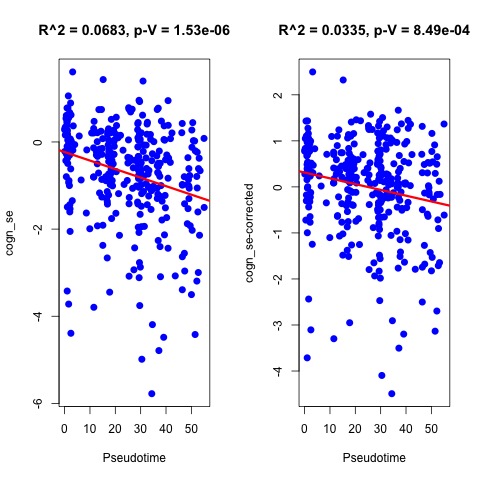 R^2 = 0.0683, p-V = 1.53e-06
cogn_se
0
-2
-4
-6
0 10 20 30 40 50
Pseudotime
R^2 = 0.0335, p-V = 8.49e-04
cogn_se-corrected
2
1
0
-1
-2
-3
-4
0 10 20 30 40 50
Pseudotime